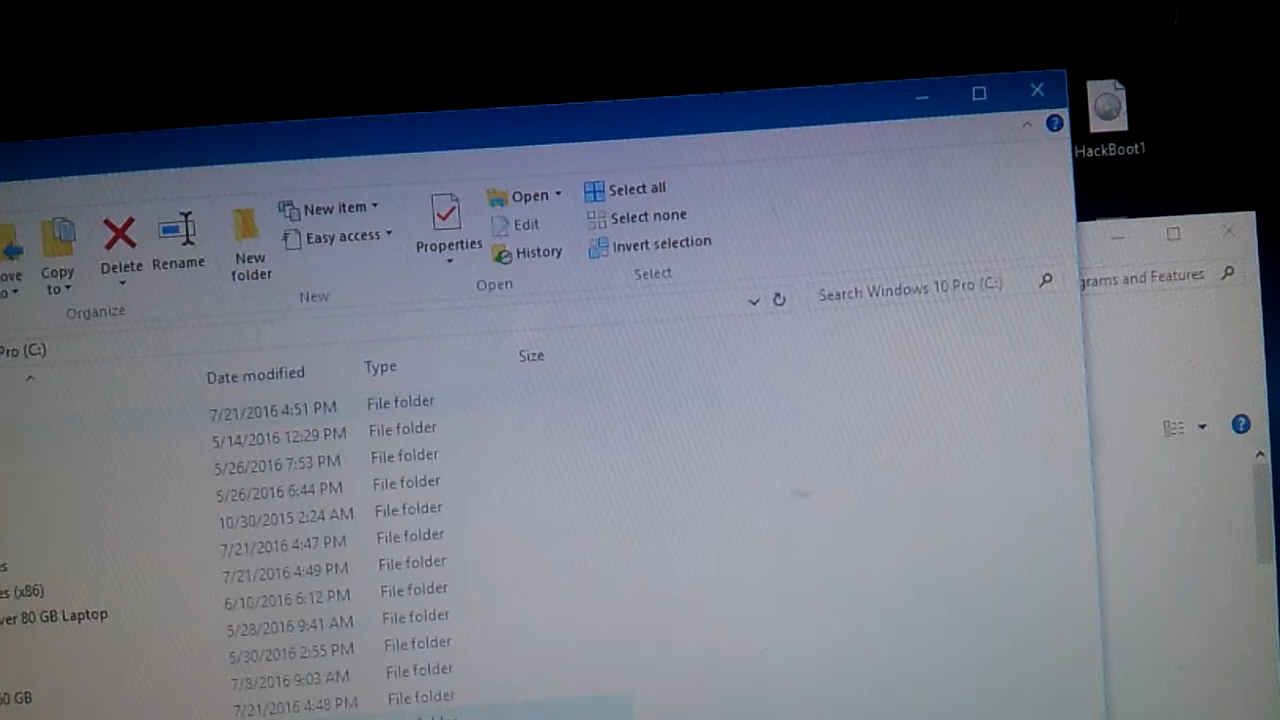 HackBoot1
Copy to
Delete
Rename
New folder
New item
Easy access
Properties
Open
Edit
History
Select all
Select none
Invert selection
Organize
New
Open
Select
Pro (C:)
Search Windows 10 Pro (C:)
grams and Features
Date modified
Type
Size
7/21/2016 4:51 PM File folder
5/14/2016 12:29 PM File folder
5/26/2016 7:53 PM File folder
5/26/2016 6:44 PM File folder
10/30/2015 2:24 AM File folder
7/21/2016 4:47 PM File folder
es 7/21/2016 4:49 PM File folder
es (x86) 6/10/2016 6:12 PM File folder
ver 80 GB Laptop 5/28/2016 9:41 AM File folder
5/30/2016 2:55 PM File folder
7/8/2016 9:03 AM File folder
60 GB 7/21/2016 4:48 PM File folder